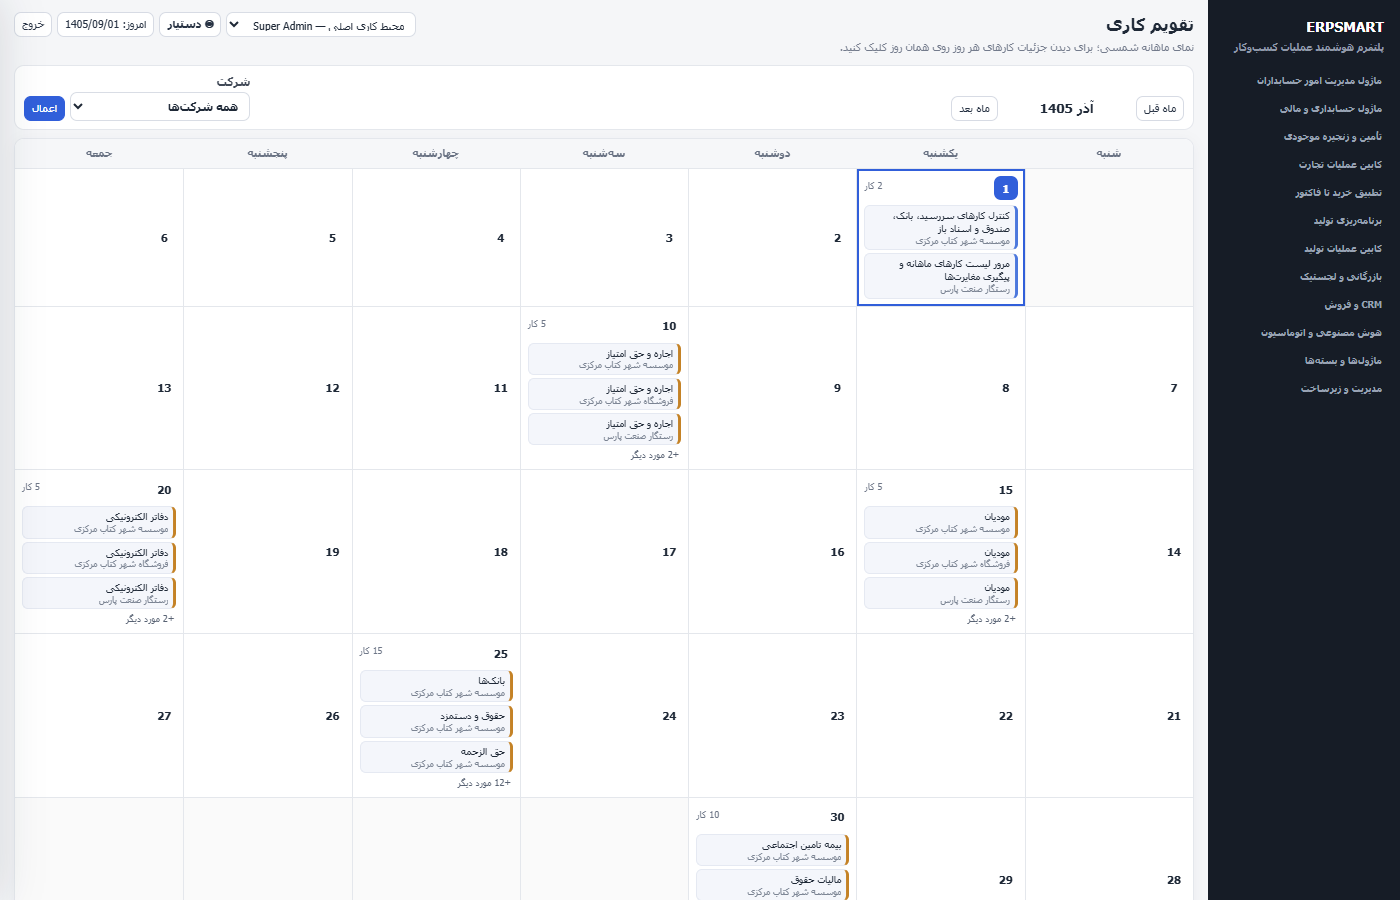 ERPSMART
پلتفرم هوشمند عملیات کسب‌وکار
ماژول مدیریت امور حسابداران
ماژول حسابداری و مالی
تأمین و زنجیره موجودی
کابین عملیات تجارت
تطبیق خرید تا فاکتور
برنامه‌ریزی تولید
کابین عملیات تولید
بازرگانی و لجستیک
CRM و فروش
هوش مصنوعی و اتوماسیون
ماژول‌ها و بسته‌ها
مدیریت و زیرساخت
تقویم کاری
نمای ماهانه شمسی؛ برای دیدن جزئیات کارهای هر روز روی همان روز کلیک کنید.
محیط کاری اصلی — Super Admin
دستیار
امروز: 1405/09/01
خروج
ماه قبل
آذر 1405
ماه بعد
شرکت
همه شرکت‌ها
اعمال
شنبه
یکشنبه
دوشنبه
سه‌شنبه
چهارشنبه
پنجشنبه
جمعه
1
2 کار
کنترل کارهای سررسید، بانک،
صندوق و اسناد باز
موسسه شهر کتاب مرکزی
مرور لیست کارهای ماهانه و
پیگیری مغایرت‌ها
رستگار صنعت پارس
2
3
4
5
6
7
8
9
10
5 کار
اجاره و حق امتیاز
موسسه شهر کتاب مرکزی
اجاره و حق امتیاز
فروشگاه شهر کتاب مرکزی
اجاره و حق امتیاز
رستگار صنعت پارس
+2 مورد دیگر
11
12
13
14
15
5 کار
مودیان
موسسه شهر کتاب مرکزی
مودیان
فروشگاه شهر کتاب مرکزی
مودیان
رستگار صنعت پارس
+2 مورد دیگر
16
17
18
19
20
5 کار
دفاتر الکترونیکی
موسسه شهر کتاب مرکزی
دفاتر الکترونیکی
فروشگاه شهر کتاب مرکزی
دفاتر الکترونیکی
رستگار صنعت پارس
+2 مورد دیگر
21
22
23
24
25
15 کار
بانک‌ها
موسسه شهر کتاب مرکزی
حقوق و دستمزد
موسسه شهر کتاب مرکزی
حق الزحمه
موسسه شهر کتاب مرکزی
+12 مورد دیگر
26
27
28
29
30
10 کار
بیمه تامین اجتماعی
موسسه شهر کتاب مرکزی
مالیات حقوق
موسسه شهر کتاب مرکزی